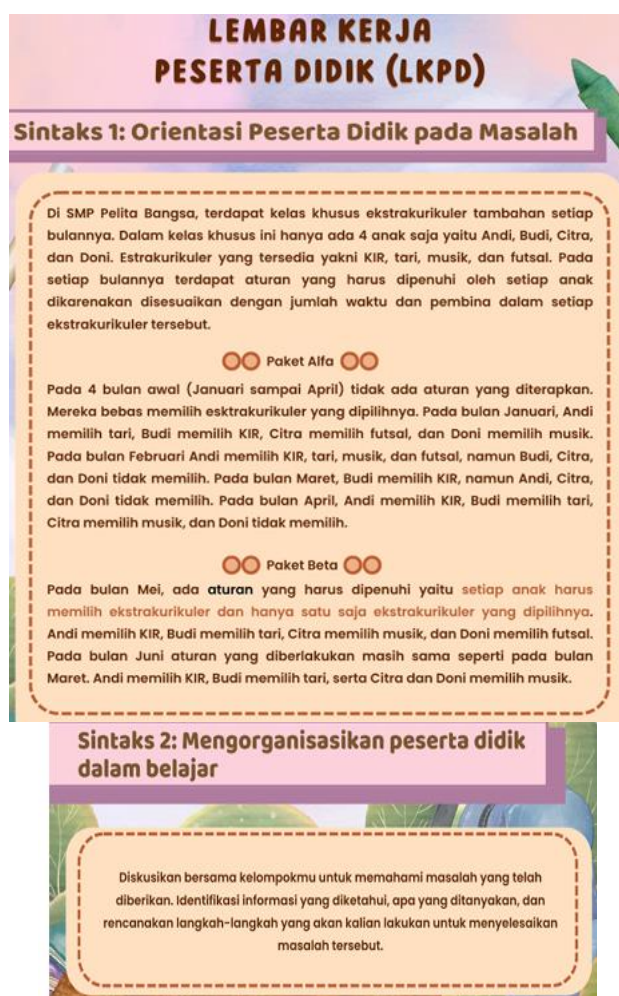 LEMBAR KERJA
PESERTA DIDIK (LKPD)
Sintaks 1: Orientasi Peserta Didik pada Masalah
Di SMP Pelita Bangsa, terdapat kelas khusus ekstrakurikuler tambahan setiap
bulannya. Dalam kelas khusus ini hanya ada 4 anak saja yaitu Andi, Budi, Citra,
dan Doni. Estrakurikuler yang tersedia yakni KIR, tari, musik, dan futsal. Pada
setiap bulannya terdapat aturan yang harus dipenuhi oleh setiap anak
dikarenakan disesuaikan dengan jumlah waktu dan pembina dalam setiap
ekstrakurikuler tersebut.
Paket Alfa
Pada 4 bulan awal (Januari sampai April) tidak ada aturan yang diterapkan.
Mereka bebas memilih esktrakurikuler yang dipilihnya. Pada bulan Januari, Andi
memilih tari, Budi memilih KIR, Citra memilih futsal, dan Doni memilih musik.
Pada bulan Februari Andi memilih KIR, tari, musik, dan futsal, namun Budi, Citra,
dan Doni tidak memilih. Pada bulan Maret, Budi memilih KIR, namun Andi, Citra,
dan Doni tidak memilih. Pada bulan April, Andi memilih KIR, Budi memilih tari,
Citra memilih musik, dan Doni tidak memilih.
Paket Beta
Pada bulan Mei, ada aturan yang harus dipenuhi yaitu setiap anak harus
memilih ekstrakurikuler dan hanya satu saja ekstrakurikuler yang dipilihnya.
Andi memilih KIR, Budi memilih tari, Citra memilih musik, dan Doni memilih futsal.
Pada bulan Juni aturan yang diberlakukan masih sama seperti pada bulan
Maret. Andi memilih KIR, Budi memilih tari, serta Citra dan Doni memilih musik.
Sintaks 2: Mengorganisasikan peserta didik
dalam belajar
Diskusikan bersama kelompokmu untuk memahami masalah yang telah
diberikan. Identifikasi informasi yang diketahui, apa yang ditanyakan, dan
rencanakan langkah-langkah yang akan kalian lakukan untuk menyelesaikan
masalah tersebut.